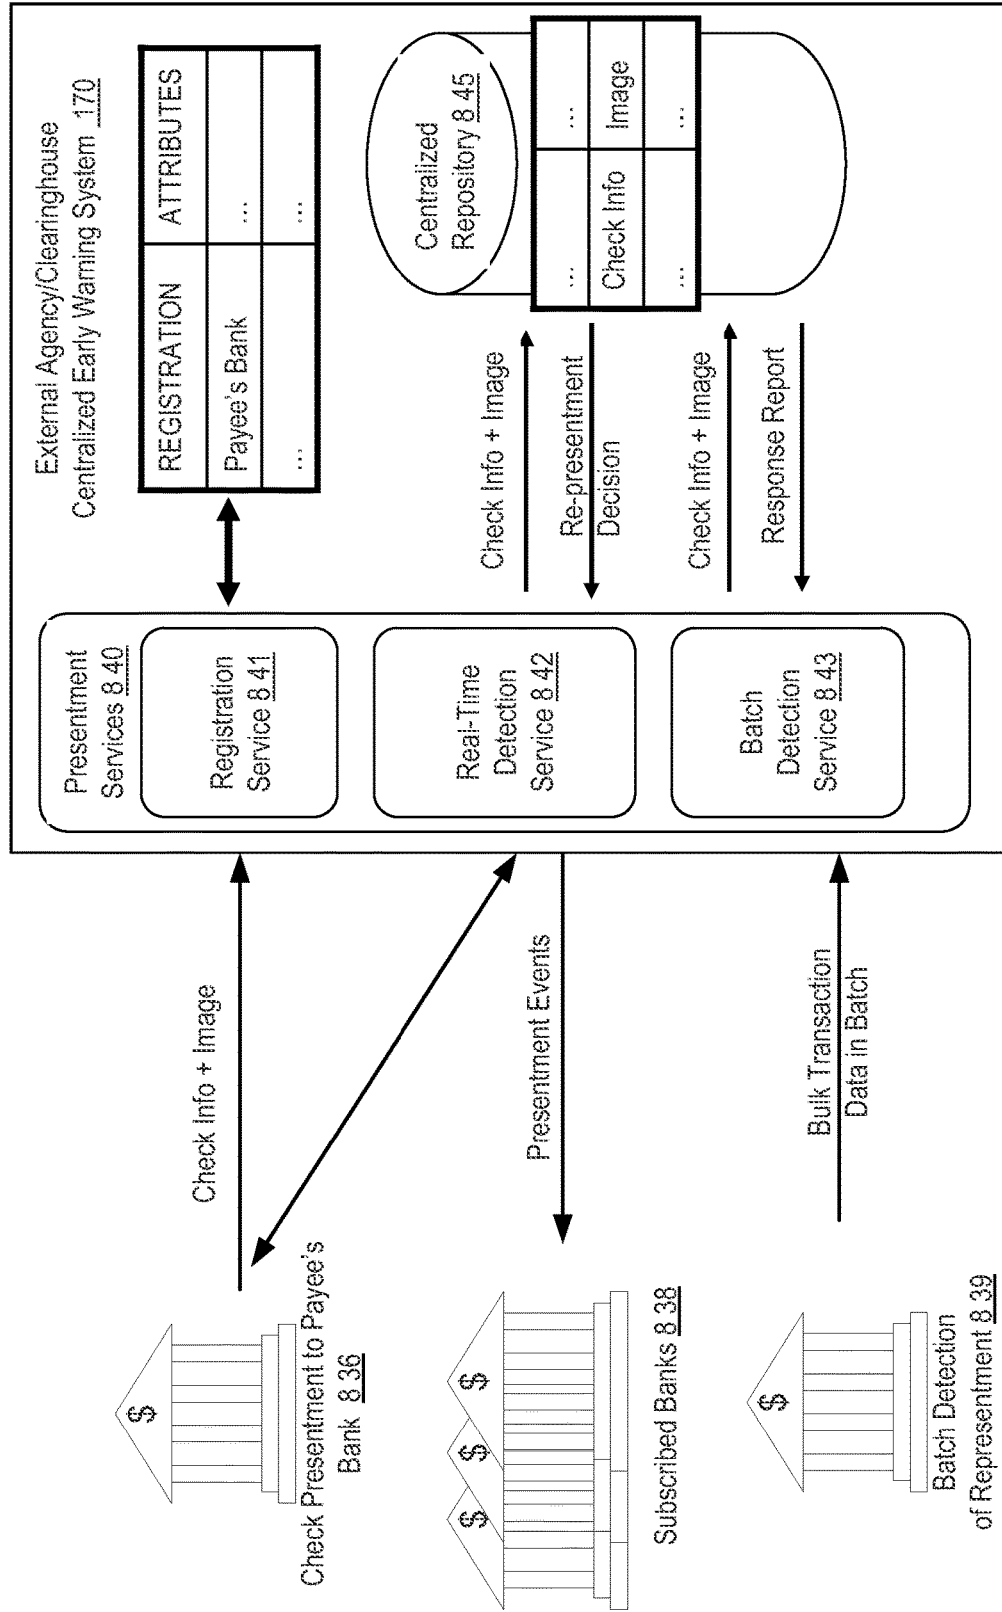 External Agency/Clearinghouse
Centralized Early Warning System 170
Presentment
Services 8 40
Registration
Service 8 41
Real-Time
Detection
Service 8 42
Batch
Detection
Service 8 43
REGISTRATION
ATTRIBUTES
Payee's Bank
...
...
...
Centralized
Repository 8 45
...
...
Check Info
Image
...
...
Check Info + Image
Re-presentment
Decision
Check Info + Image
Response Report
Check Info + Image
Presentment Events
Bulk Transaction
Data in Batch
$
Check Presentment to Payee's
Bank 8 36
$
$
$
Subscribed Banks 8 38
$
Batch Detection
of Representment 8 39